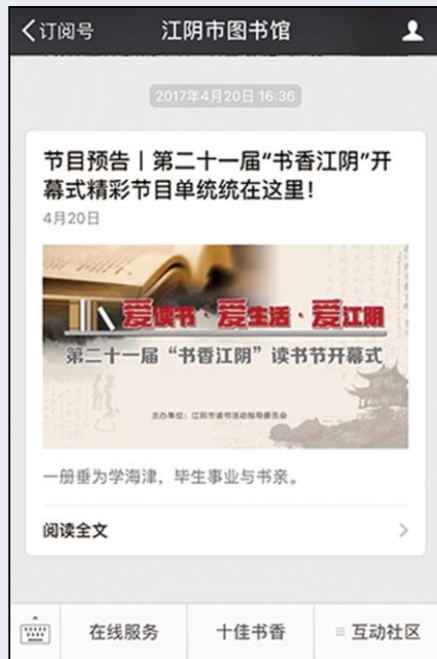 订阅号
江阴市图书馆
2017年4月20日 16:36
节目预告丨第二十一届“书香江阴”开
幕式精彩节目单统统在这里！
4月20日
爱读书·爱生活·爱江阴
第二十一届“书香江阴”读书节开幕式
主办单位：江阴市读书活动指导委员会
一册垂为学海津，毕生事业与书亲。
阅读全文
在线服务
十佳书香
互动社区